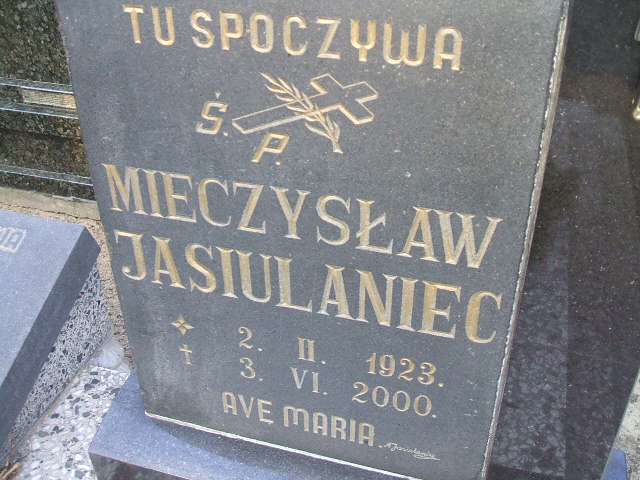 TU SPOCZYWA
Ś. P.
MIECZYSŁAW
JASIULANIEC
2. II. 1923.
✝ 3. VI. 2000.
AVE MARIA